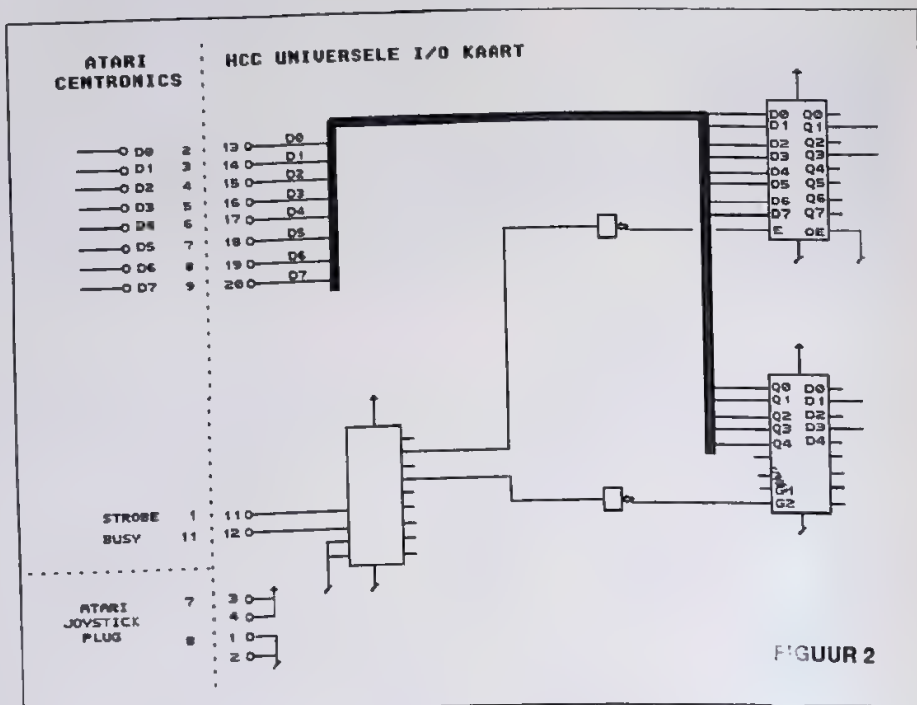 ATARI
CENTRONICS
HCC UNIVERSELE I/O KAART
D0 2
D1 3
D2 4
D3 5
D4 6
D5 7
D6 8
D7 9
13 D0
14 D1
15 D2
16 D3
17 D4
18 D5
19 D6
20 D7
D0 Q0
D1 Q1
D2 Q2
D3 Q3
D4 Q4
D5 Q5
D6 Q6
D7 Q7
E OE
Q0 D0
Q1 D1
Q2 D2
Q3 D3
Q4 D4
G1
G2
STROBE 1 11
BUSY 11 12
ATARI
JOYSTICK
PLUG
7 3
4
8 1
2
FIGUUR 2